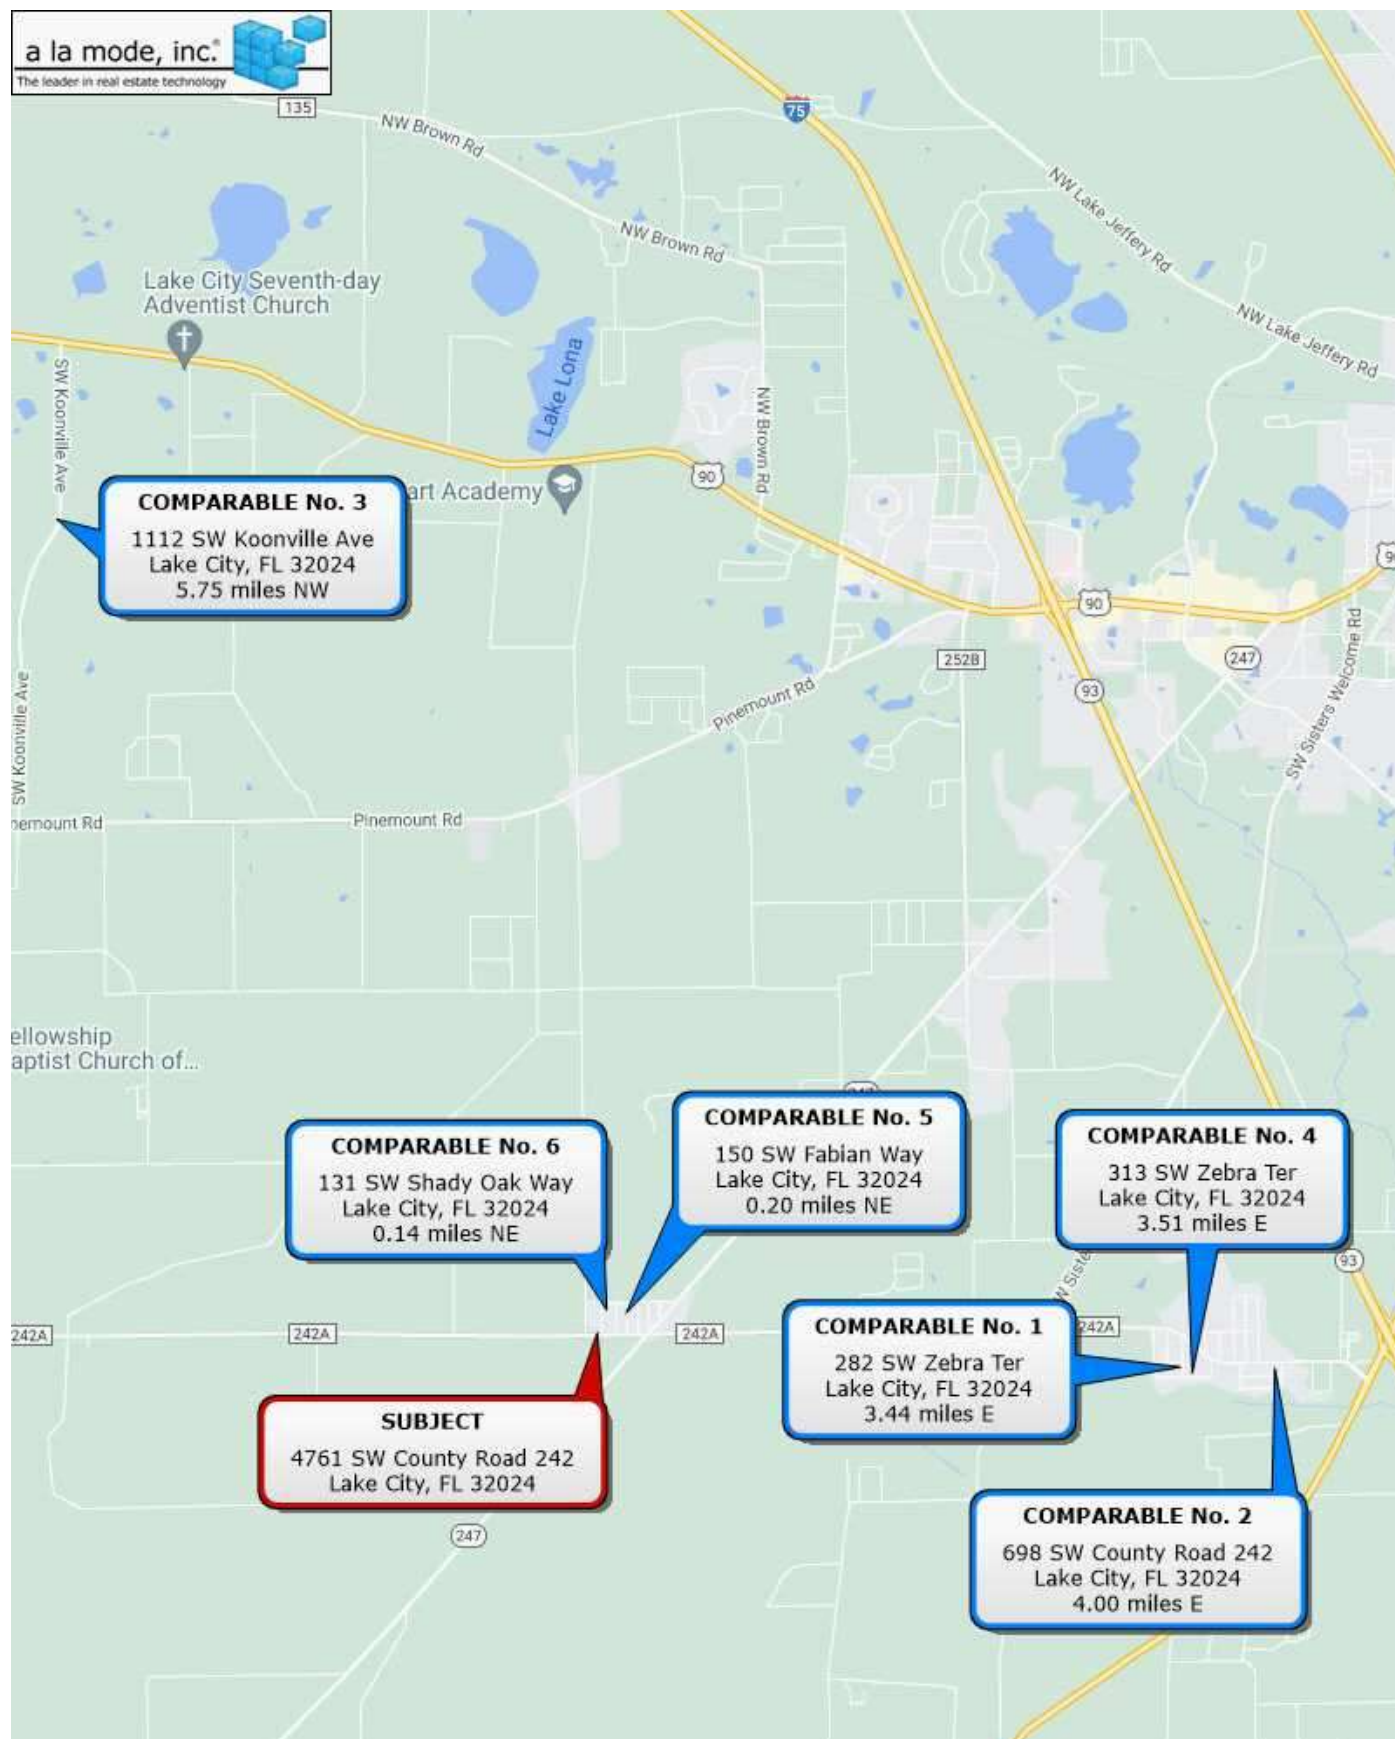 a la mode, inc.®
The leader in real estate technology
135
NW Brown Rd
75
NW Lake Jeffery Rd
NW Brown Rd
Lake City Seventh-day
Adventist Church
NW Lake Jeffery Rd
SW Koonville Ave
Lake Lona
NW Brown Rd
90
art Academy
COMPARABLE No. 3
1112 SW Koonville Ave
Lake City, FL 32024
5.75 miles NW
90
90
252B
247
93
SW Sisters Welcome Rd
Pinemount Rd
SW Koonville Ave
nemount Rd
Pinemount Rd
ellowship
aptist Church of...
247
COMPARABLE No. 5
150 SW Fabian Way
Lake City, FL 32024
0.20 miles NE
COMPARABLE No. 6
131 SW Shady Oak Way
Lake City, FL 32024
0.14 miles NE
COMPARABLE No. 4
313 SW Zebra Ter
Lake City, FL 32024
3.51 miles E
W Siste
93
242A
242A
242A
242A
COMPARABLE No. 1
282 SW Zebra Ter
Lake City, FL 32024
3.44 miles E
SUBJECT
4761 SW County Road 242
Lake City, FL 32024
247
COMPARABLE No. 2
698 SW County Road 242
Lake City, FL 32024
4.00 miles E